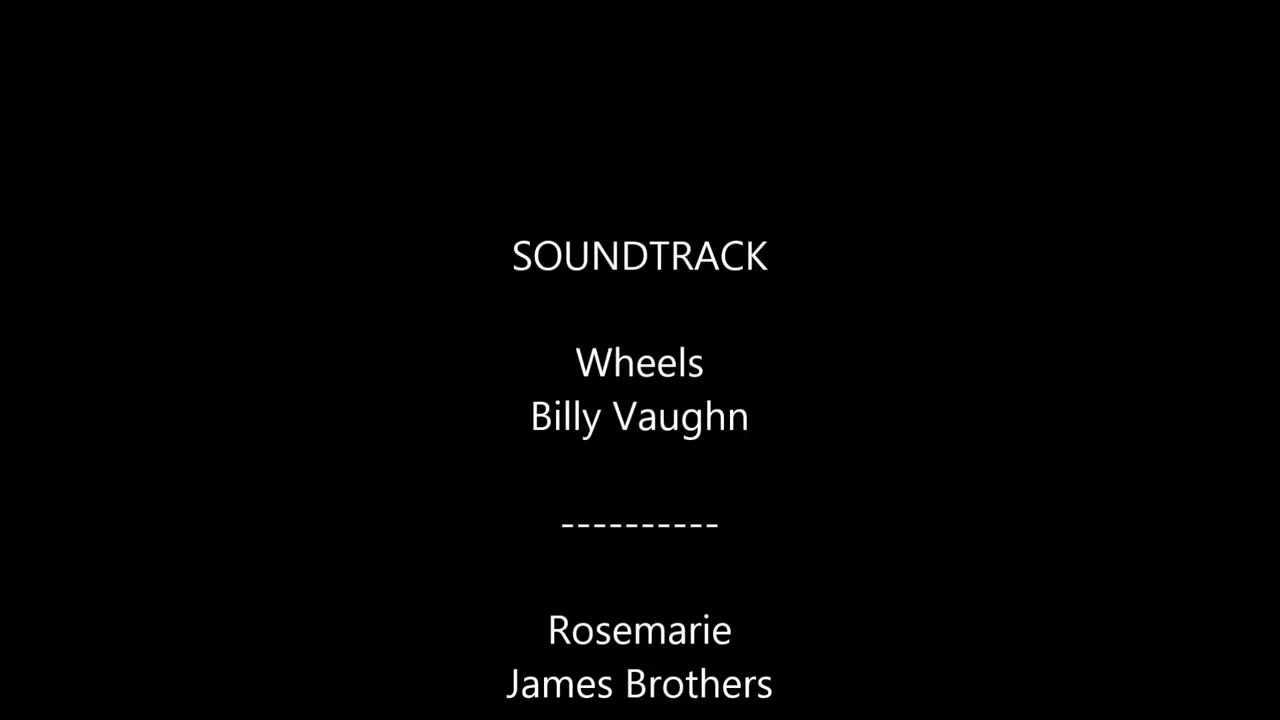 SOUNDTRACK
Wheels
Billy Vaughn
----------
Rosemarie
James Brothers